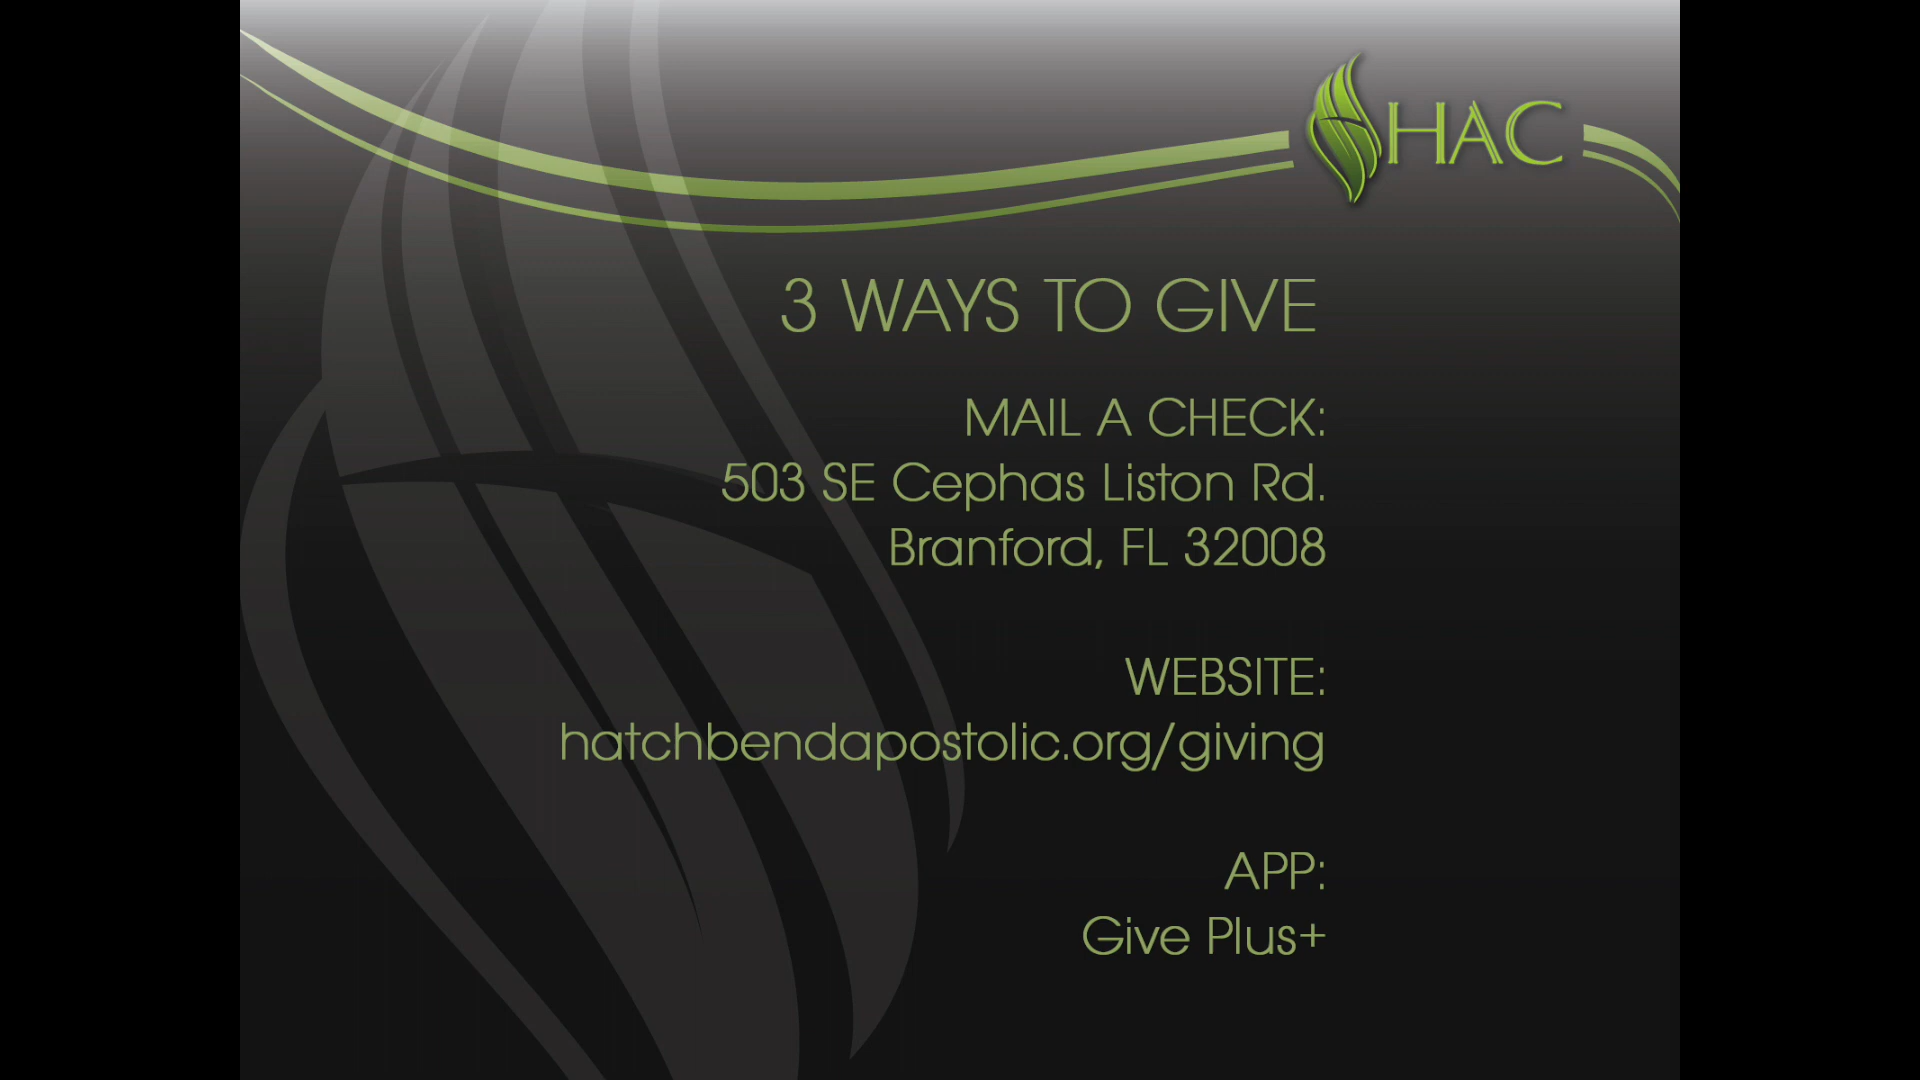 HAC
3 WAYS TO GIVE
MAIL A CHECK:
503 SE Cephas Liston Rd.
Branford, FL 32008
WEBSITE:
hatchbendapostolic.org/giving
APP:
Give Plus+